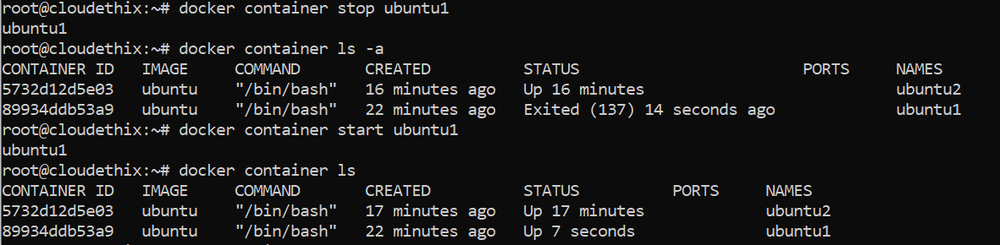 root@cloudethix:~# docker container stop ubuntu1
ubuntu1
root@cloudethix:~# docker container ls -a
CONTAINER ID   IMAGE     COMMAND       CREATED          STATUS                       PORTS     NAMES
5732d12d5e03   ubuntu    "/bin/bash"   16 minutes ago   Up 16 minutes                          ubuntu2
89934ddb53a9   ubuntu    "/bin/bash"   22 minutes ago   Exited (137) 14 seconds ago            ubuntu1
root@cloudethix:~# docker container start ubuntu1
ubuntu1
root@cloudethix:~# docker container ls
CONTAINER ID   IMAGE     COMMAND       CREATED          STATUS          PORTS     NAMES
5732d12d5e03   ubuntu    "/bin/bash"   17 minutes ago   Up 17 minutes             ubuntu2
89934ddb53a9   ubuntu    "/bin/bash"   22 minutes ago   Up 7 seconds              ubuntu1